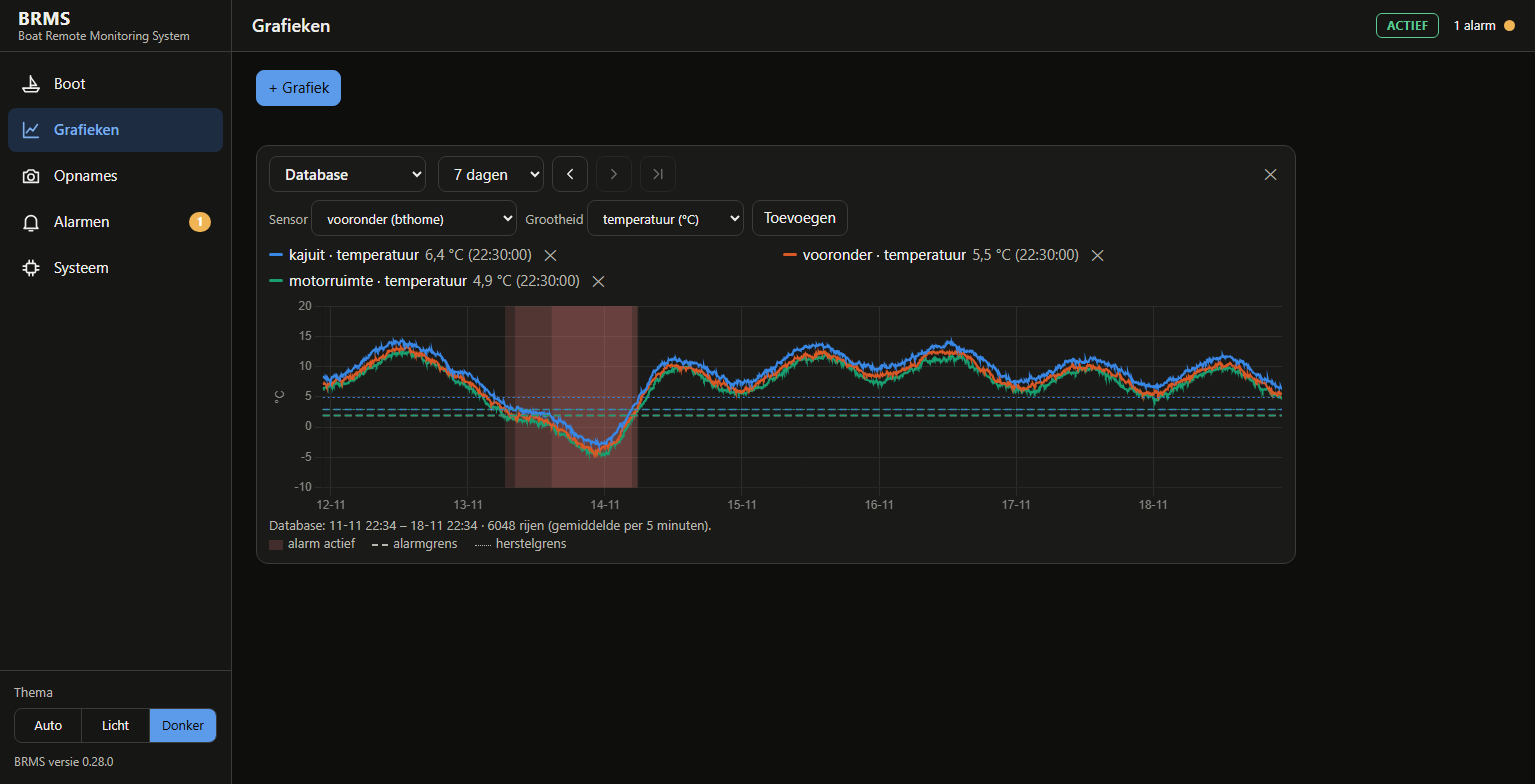 BRMS
Boat Remote Monitoring System
Grafieken
ACTIEF
1 alarm
Boot
Grafieken
Opnames
Alarmen
1
Systeem
+ Grafiek
Database
7 dagen
Sensor
vooronder (bthome)
Grootheid
temperatuur (°C)
Toevoegen
kajuit · temperatuur 6,4 °C (22:30:00)
vooronder · temperatuur 5,5 °C (22:30:00)
motorruimte · temperatuur 4,9 °C (22:30:00)
20
15
10
5
0
-5
-10
°C
12-11
13-11
14-11
15-11
16-11
17-11
18-11
Database: 11-11 22:34 – 18-11 22:34 · 6048 rijen (gemiddelde per 5 minuten).
alarm actief
alarmgrens
herstelgrens
Thema
Auto
Licht
Donker
BRMS versie 0.28.0